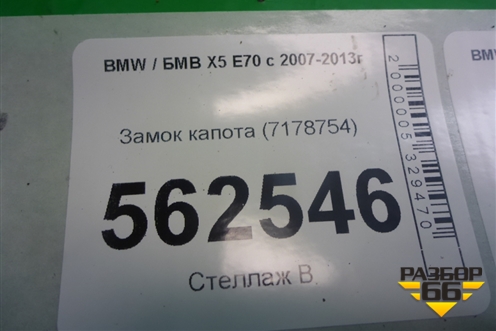 BMW / БМВ X5 E70 с 2007-2013г
Замок капота (7178754)
562546
Стеллаж В
2000005329470
РАЗБОР
66